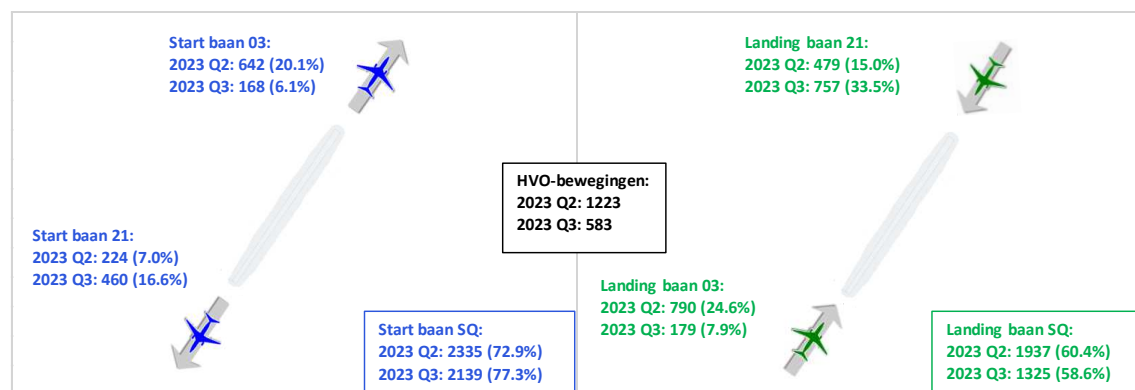 Start baan 03:
2023 Q2: 642 (20.1%)
2023 Q3: 168 (6.1%)
Landing baan 21:
2023 Q2: 479 (15.0%)
2023 Q3: 757 (33.5%)
HVO-bewegingen:
2023 Q2: 1223
2023 Q3: 583
Start baan 21:
2023 Q2: 224 (7.0%)
2023 Q3: 460 (16.6%)
Landing baan 03:
2023 Q2: 790 (24.6%)
2023 Q3: 179 (7.9%)
Start baan SQ:
2023 Q2: 2335 (72.9%)
2023 Q3: 2139 (77.3%)
Landing baan SQ:
2023 Q2: 1937 (60.4%)
2023 Q3: 1325 (58.6%)